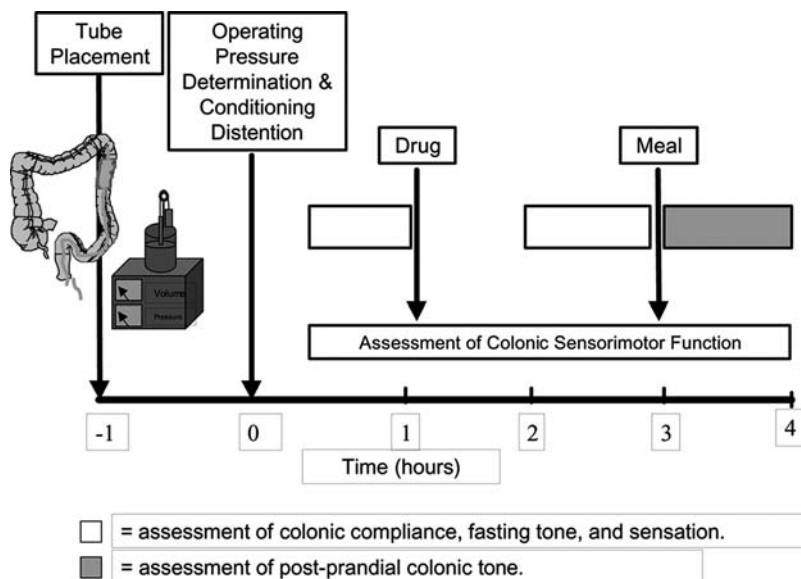 Tube
Placement
Operating
Pressure
Determination &
Conditioning
Distention
Drug
Meal
Volume
Pressure
Assessment of Colonic Sensorimotor Function
-1
0
1
2
3
4
Time (hours)
= assessment of colonic compliance, fasting tone, and sensation.
= assessment of post-prandial colonic tone.